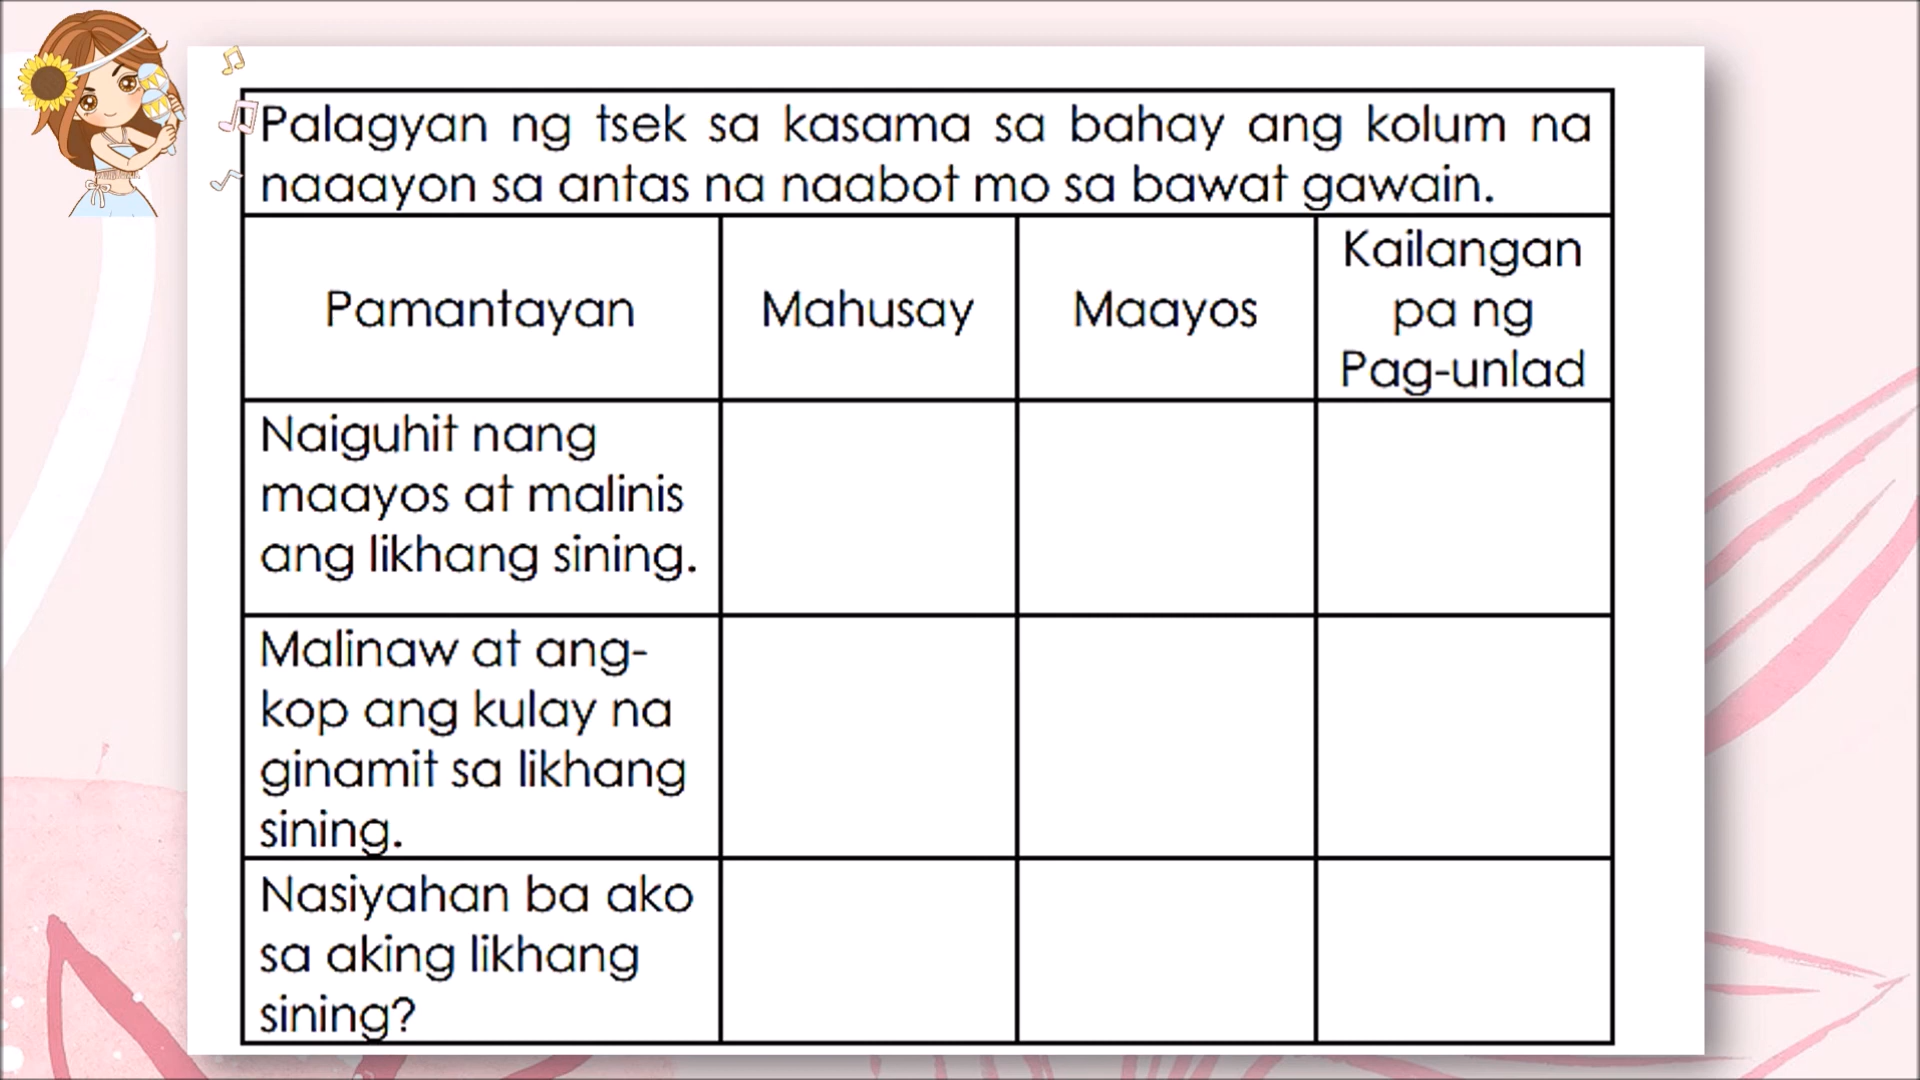 Palagyan ng tsek sa kasama sa bahay ang kolum na
naaayon sa antas na naabot mo sa bawat gawain.
Pamantayan
Mahusay
Maayos
Kailangan
pa ng
Pag-unlad
Naiguhit nang
maayos at malinis
ang likhang sining.
Malinaw at ang-
kop ang kulay na
ginamit sa likhang
sining.
Nasiyahan ba ako
sa aking likhang
sining?